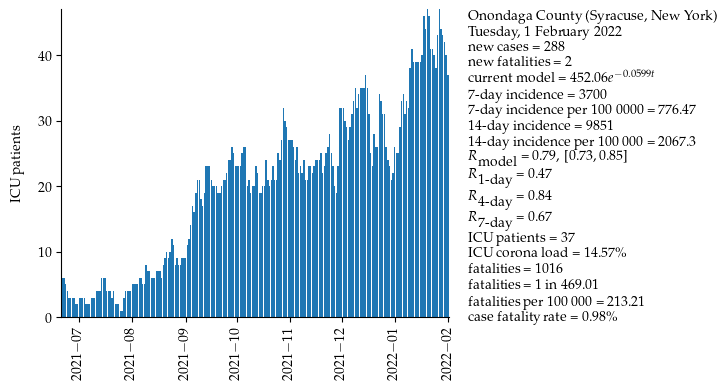 Onondaga County (Syracuse, New York)
Tuesday, 1 February 2022
new cases = 288
new fatalities = 2
current model = 452.06e^{−0.0599t}
7-day incidence = 3700
7-day incidence per 100 0000 = 776.47
14-day incidence = 9851
14-day incidence per 100 000 = 2067.3
R_model = 0.79, [0.73, 0.85]
R_1-day = 0.47
R_4-day = 0.84
R_7-day = 0.67
ICU patients = 37
ICU corona load = 14.57%
fatalities = 1016
fatalities = 1 in 469.01
fatalities per 100 000 = 213.21
case fatality rate = 0.98%
ICU patients
40
30
20
10
0
2021−07
2021−08
2021−09
2021−10
2021−11
2021−12
2022−01
2022−02